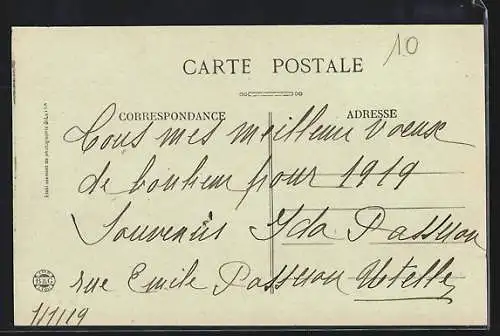 10
CARTE POSTALE
CORRESPONDANCE
ADRESSE
Tous mes meilleurs voeux
de bonheur pour 1919
Souvenirs Ida Passeron
rue Emile Passeron Utelle
1/1/19